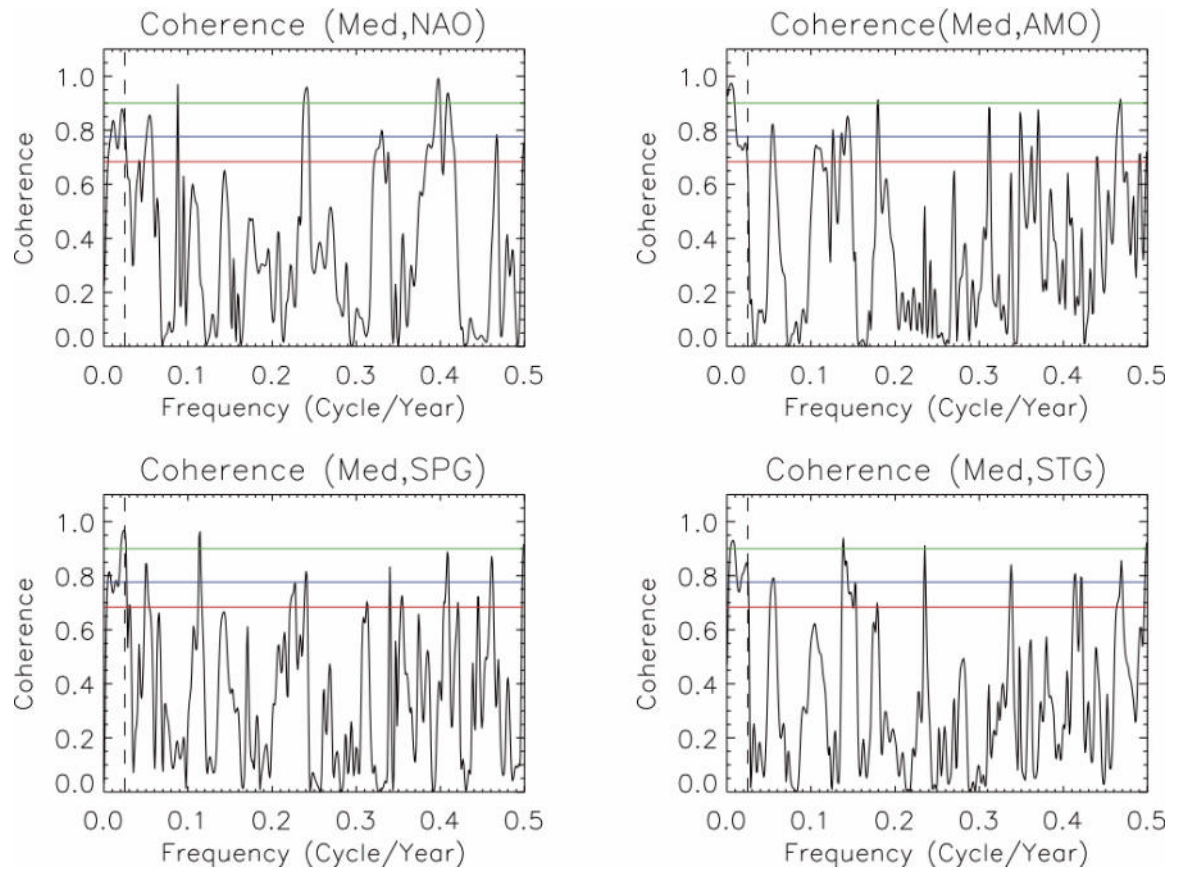 Coherence (Med,NAO)
Coherence
1.0
0.8
0.6
0.4
0.2
0.0
0.0 0.1 0.2 0.3 0.4 0.5
Frequency (Cycle/Year)
Coherence(Med,AMO)
Coherence
1.0
0.8
0.6
0.4
0.2
0.0
0.0 0.1 0.2 0.3 0.4 0.5
Frequency (Cycle/Year)
Coherence (Med,SPG)
Coherence
1.0
0.8
0.6
0.4
0.2
0.0
0.0 0.1 0.2 0.3 0.4 0.5
Frequency (Cycle/Year)
Coherence (Med,STG)
Coherence
1.0
0.8
0.6
0.4
0.2
0.0
0.0 0.1 0.2 0.3 0.4 0.5
Frequency (Cycle/Year)